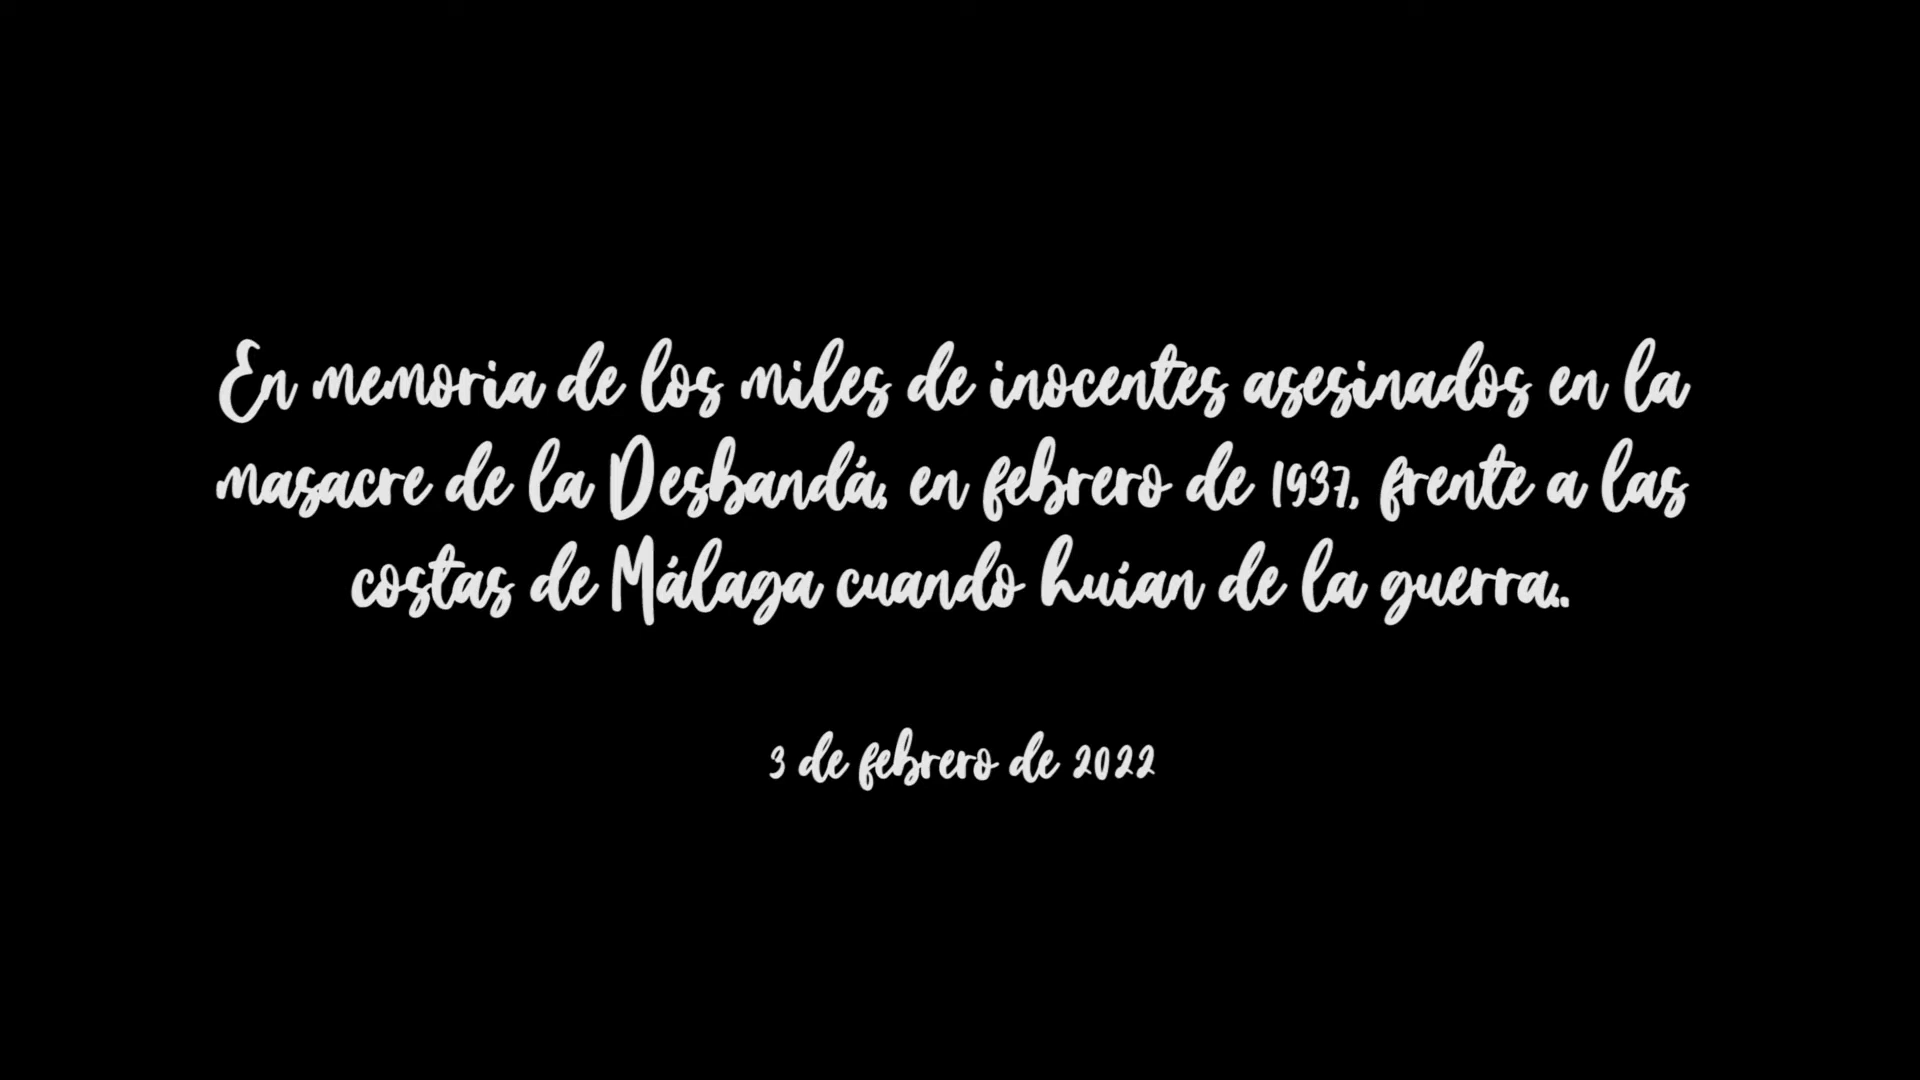 En memoria de los miles de inocentes asesinados en la
masacre de la Desbandá, en febrero de 1937, frente a las
costas de Málaga cuando huían de la guerra..
3 de febrero de 2022